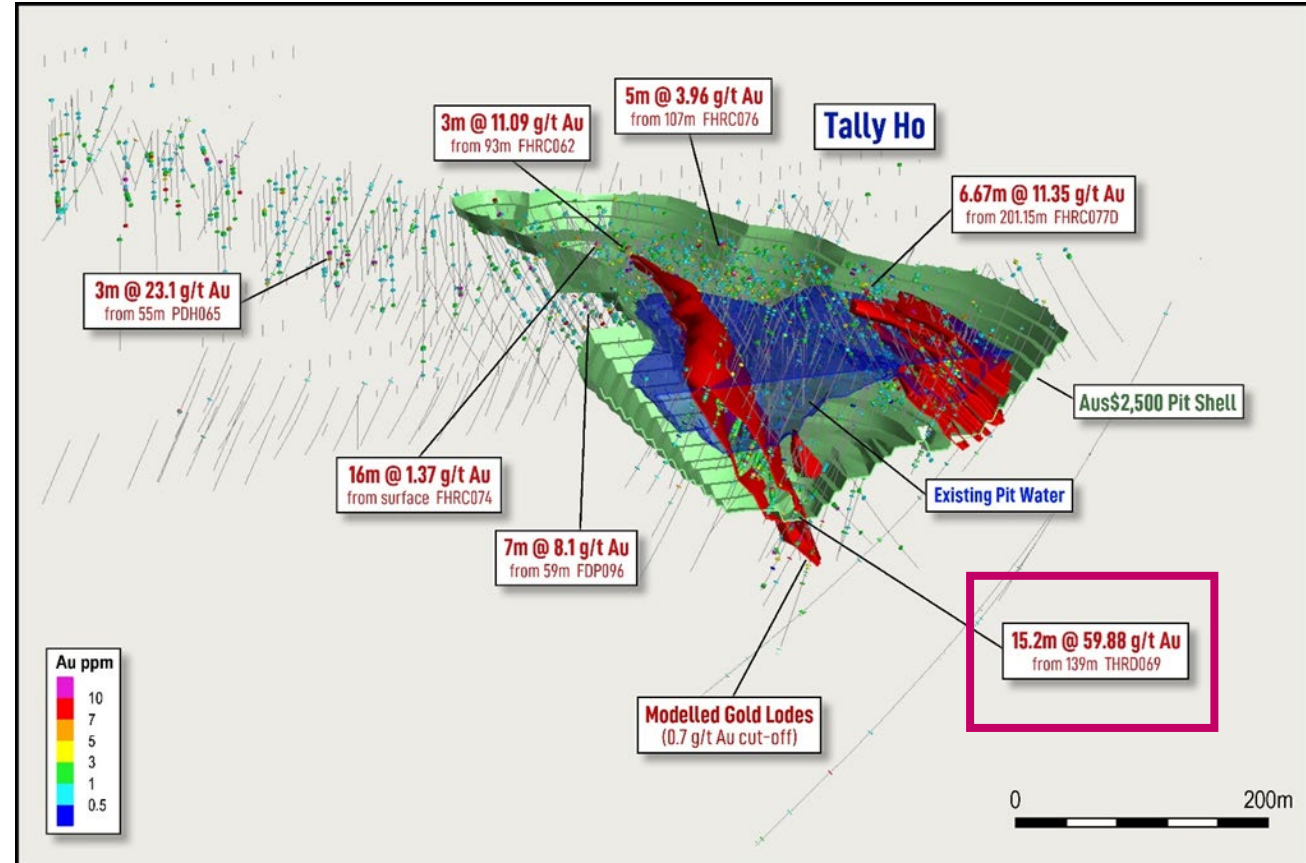 5m @ 3.96 g/t Au
from 107m FHRC076
Tally Ho
3m @ 11.09 g/t Au
from 93m FHRC062
6.67m @ 11.35 g/t Au
from 201.15m FHRC077D
3m @ 23.1 g/t Au
from 55m PDH065
Aus$2,500 Pit Shell
16m @ 1.37 g/t Au
from surface FHRC074
Existing Pit Water
7m @ 8.1 g/t Au
from 59m FDP096
15.2m @ 59.88 g/t Au
from 139m THRD069
Modelled Gold Lodes
(0.7 g/t Au cut-off)
Au ppm
10
7
5
3
1
0.5
0
200m